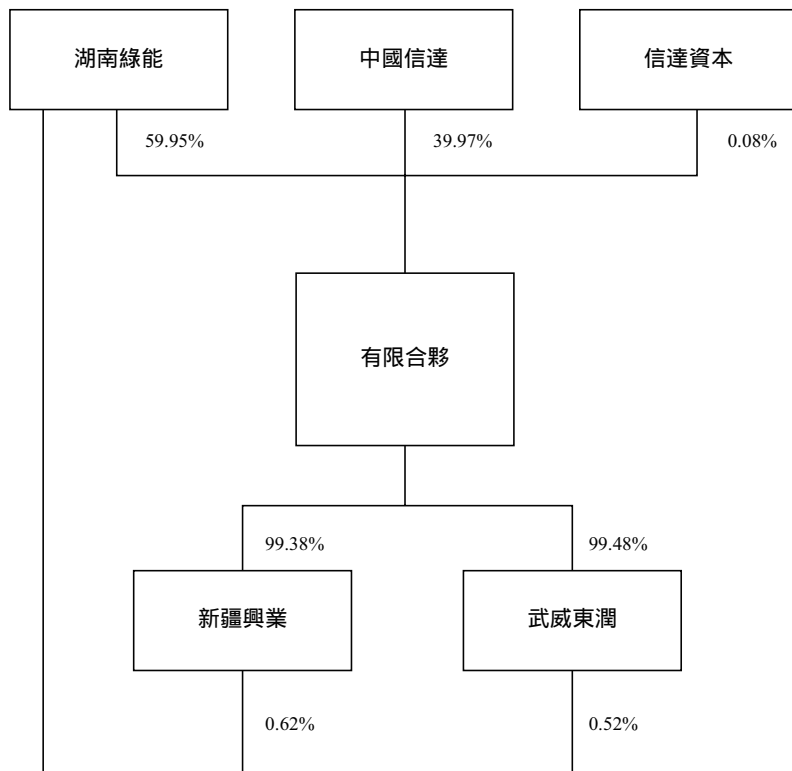 湖南綠能
中國信達
信達資本
59.95%
39.97%
0.08%
有限合夥
99.38%
99.48%
新疆興業
武威東潤
0.62%
0.52%